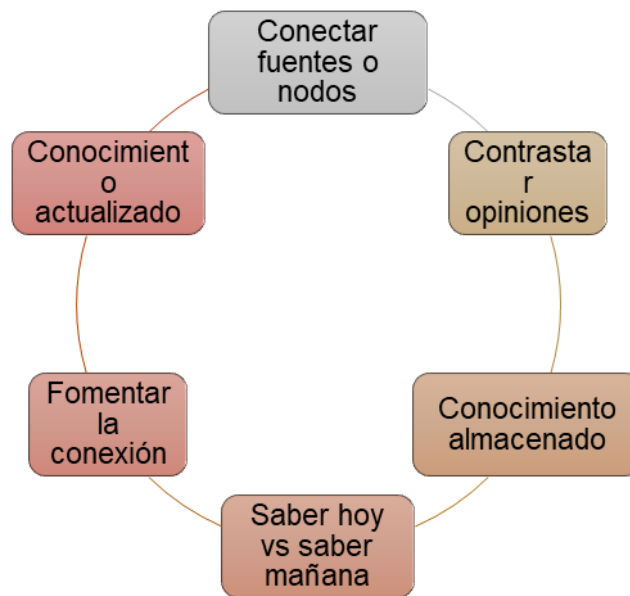 Conectar
fuentes o
nodos
Contrasta
r
opiniones
Conocimiento
almacenado
Saber hoy
vs saber
mañana
Fomentar
la
conexión
Conocimient
o
actualizado